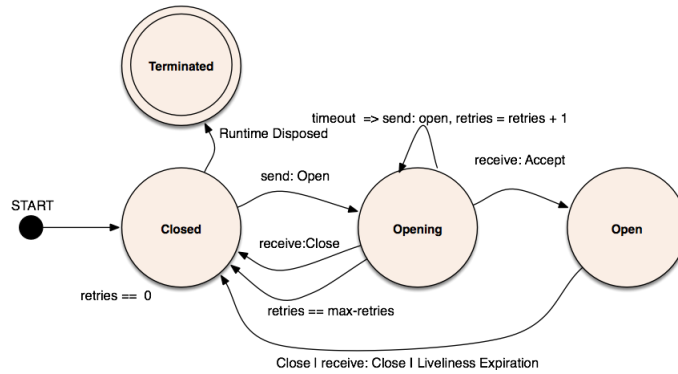 Terminated
timeout => send: open, retries = retries + 1
Runtime Disposed
receive: Accept
send: Open
START
Closed
Opening
Open
receive:Close
retries == 0
retries == max-retries
Close | receive: Close | Liveliness Expiration